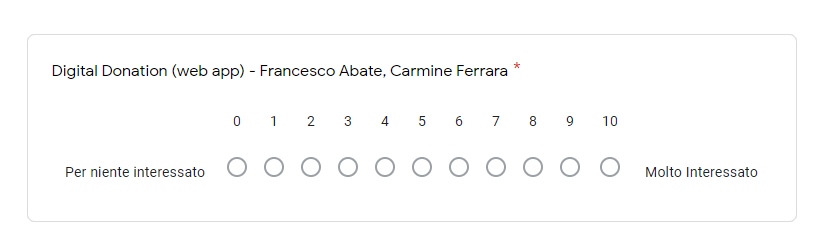 Digital Donation (web app) - Francesco Abate, Carmine Ferrara *
0 1 2 3 4 5 6 7 8 9 10
Per niente interessato Molto Interessato